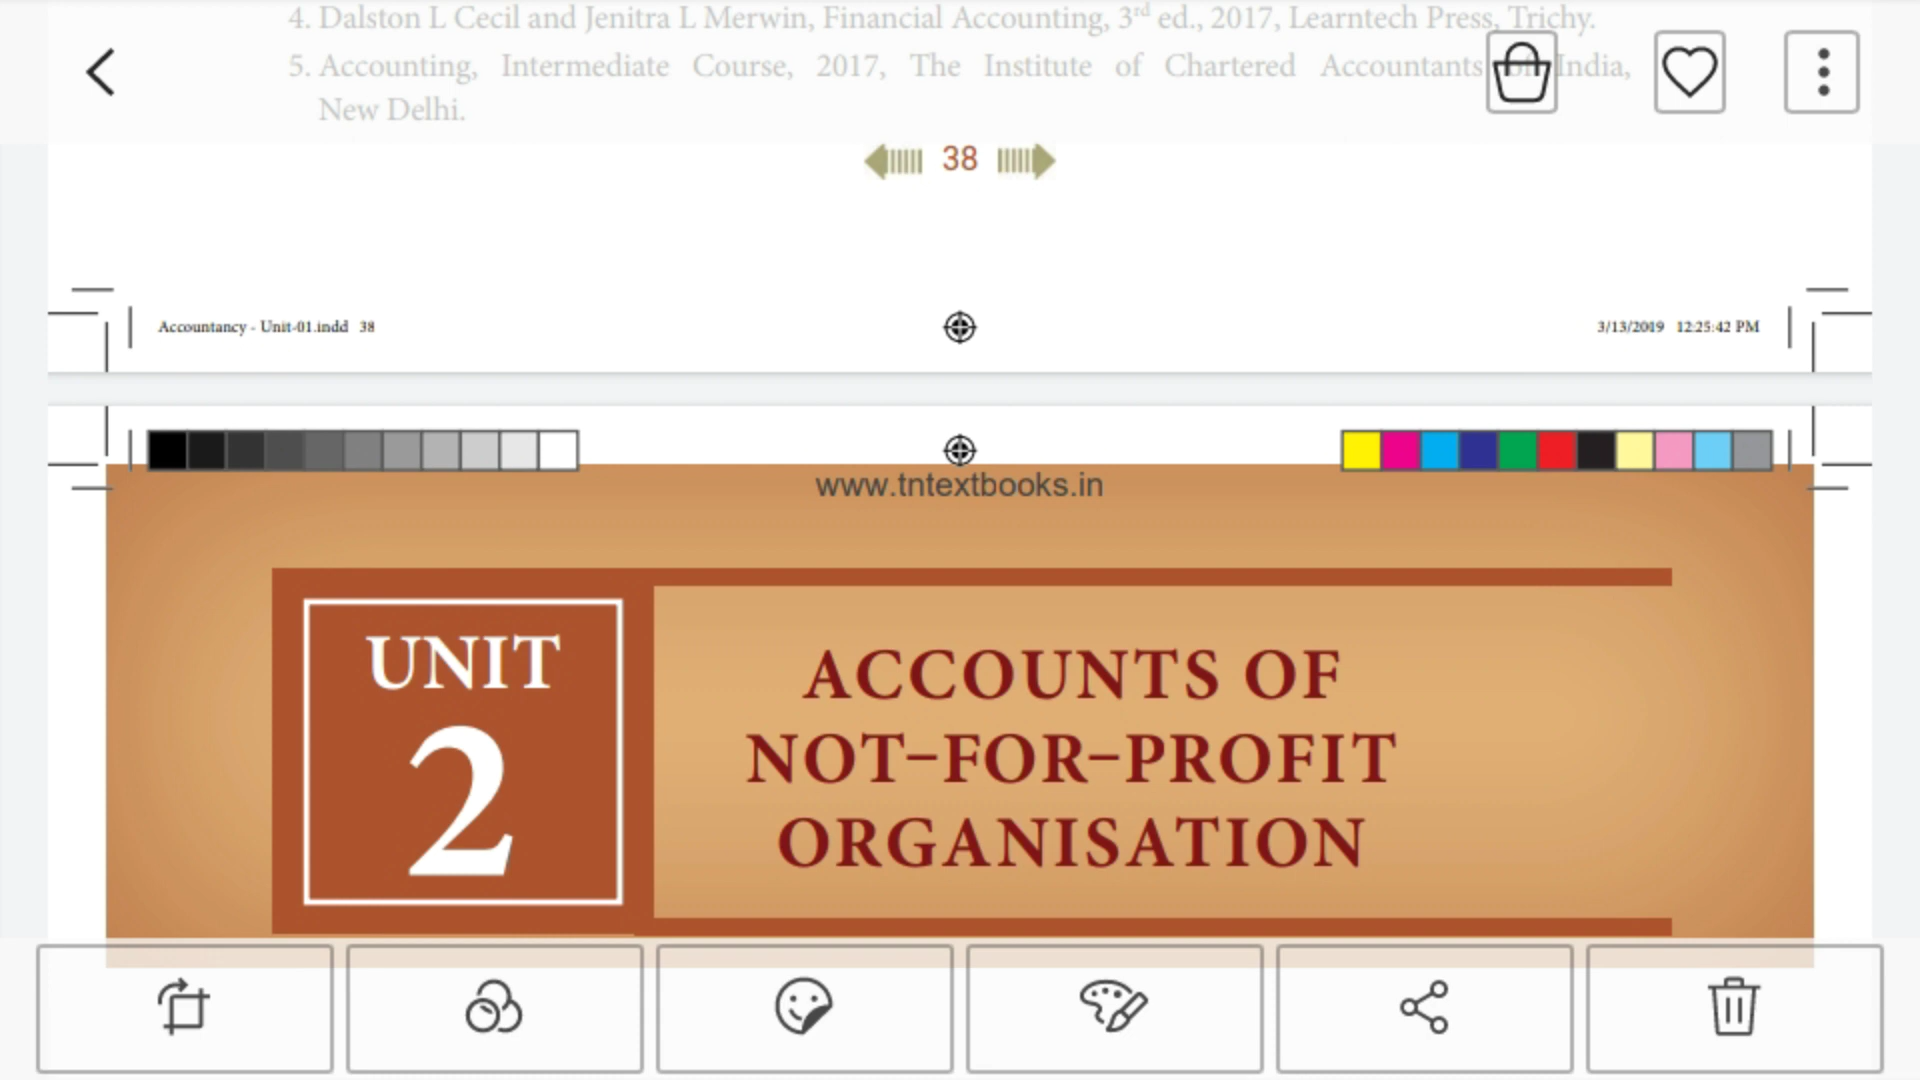 4. Dalston L Cecil and Jenitra L Merwin, Financial Accounting, 3rd ed., 2017, Learntech Press, Trichy.
5. Accounting, Intermediate Course, 2017, The Institute of Chartered Accountants India,
New Delhi.
38
Accountancy - Unit-01.indd 38
3/13/2019 12:25:42 PM
www.tntextbooks.in
UNIT
2
ACCOUNTS OF
NOT–FOR–PROFIT
ORGANISATION